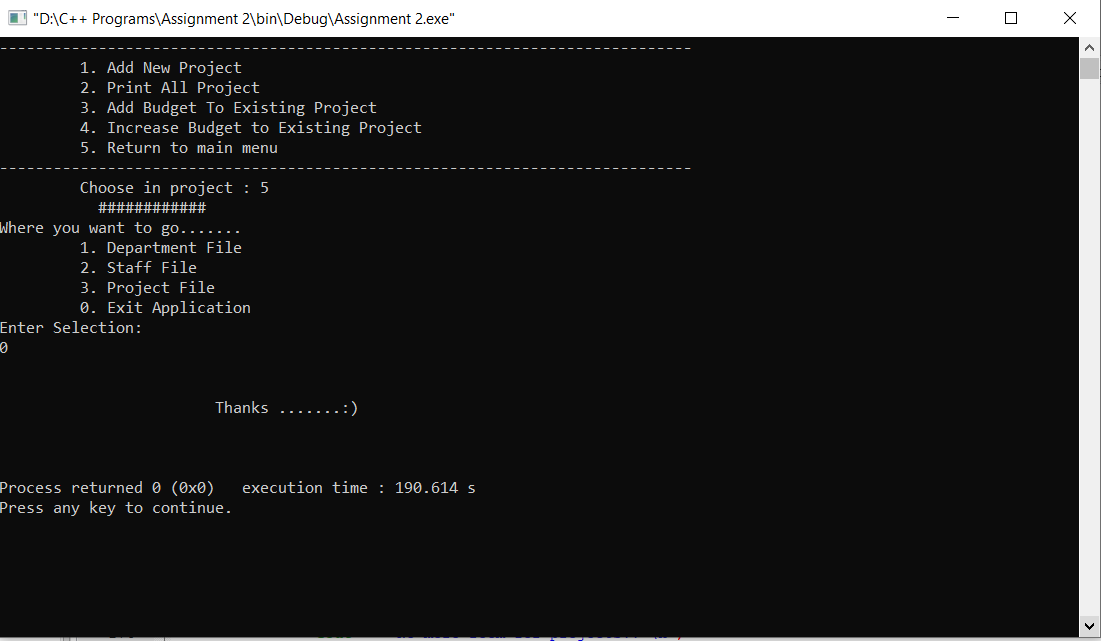 "D:\C++ Programs\Assignment 2\bin\Debug\Assignment 2.exe"
-----------------------------------------------------------------------------
1. Add New Project
2. Print All Project
3. Add Budget To Existing Project
4. Increase Budget to Existing Project
5. Return to main menu
-----------------------------------------------------------------------------
Choose in project : 5
############
Where you want to go.......
1. Department File
2. Staff File
3. Project File
0. Exit Application
Enter Selection:
0
Thanks .......:)
Process returned 0 (0x0)   execution time : 190.614 s
Press any key to continue.